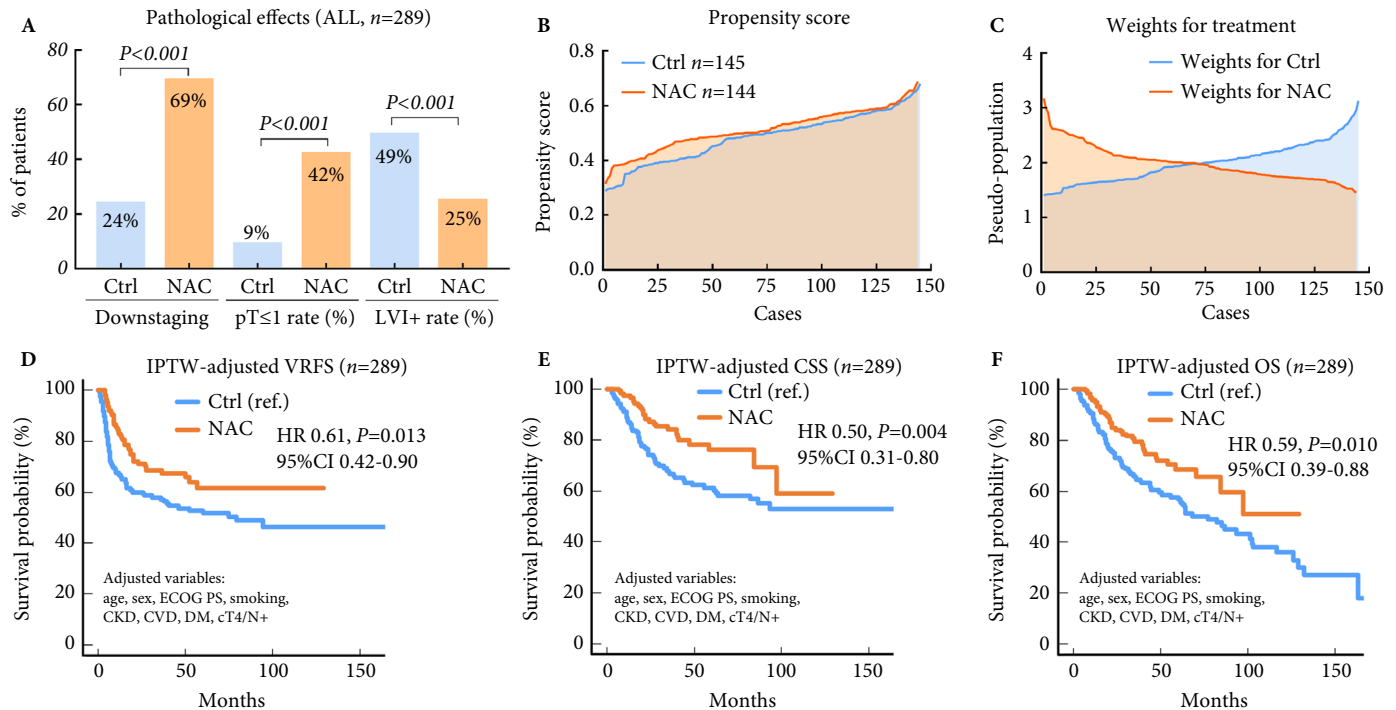 A
Pathological effects (ALL, n=289)
% of patients
80
60
40
20
0
P<0.001
P<0.001
P<0.001
24%
69%
9%
42%
49%
25%
Ctrl NAC Ctrl NAC Ctrl NAC
Downstaging pT≤1 rate (%) LVI+ rate (%)
B
Propensity score
Propensity score
0.8
0.6
0.4
0.2
0.0
Ctrl n=145
NAC n=144
0 25 50 75 100 125 150
Cases
C
Weights for treatment
Pseudo-population
4
3
2
1
0
Weights for Ctrl
Weights for NAC
0 25 50 75 100 125 150
Cases
D
IPTW-adjusted VRFS (n=289)
Survival probability (%)
100
80
60
40
20
0
Ctrl (ref.)
NAC
HR 0.61, P=0.013
95%CI 0.42-0.90
Adjusted variables:
age, sex, ECOG PS, smoking,
CKD, CVD, DM, cT4/N+
0 50 100 150
Months
E
IPTW-adjusted CSS (n=289)
Survival probability (%)
100
80
60
40
20
0
Ctrl (ref.)
NAC
HR 0.50, P=0.004
95%CI 0.31-0.80
Adjusted variables:
age, sex, ECOG PS, smoking,
CKD, CVD, DM, cT4/N+
0 50 100 150
Months
F
IPTW-adjusted OS (n=289)
Survival probability (%)
100
80
60
40
20
0
Ctrl (ref.)
NAC
HR 0.59, P=0.010
95%CI 0.39-0.88
Adjusted variables:
age, sex, ECOG PS, smoking,
CKD, CVD, DM, cT4/N+
0 50 100 150
Months